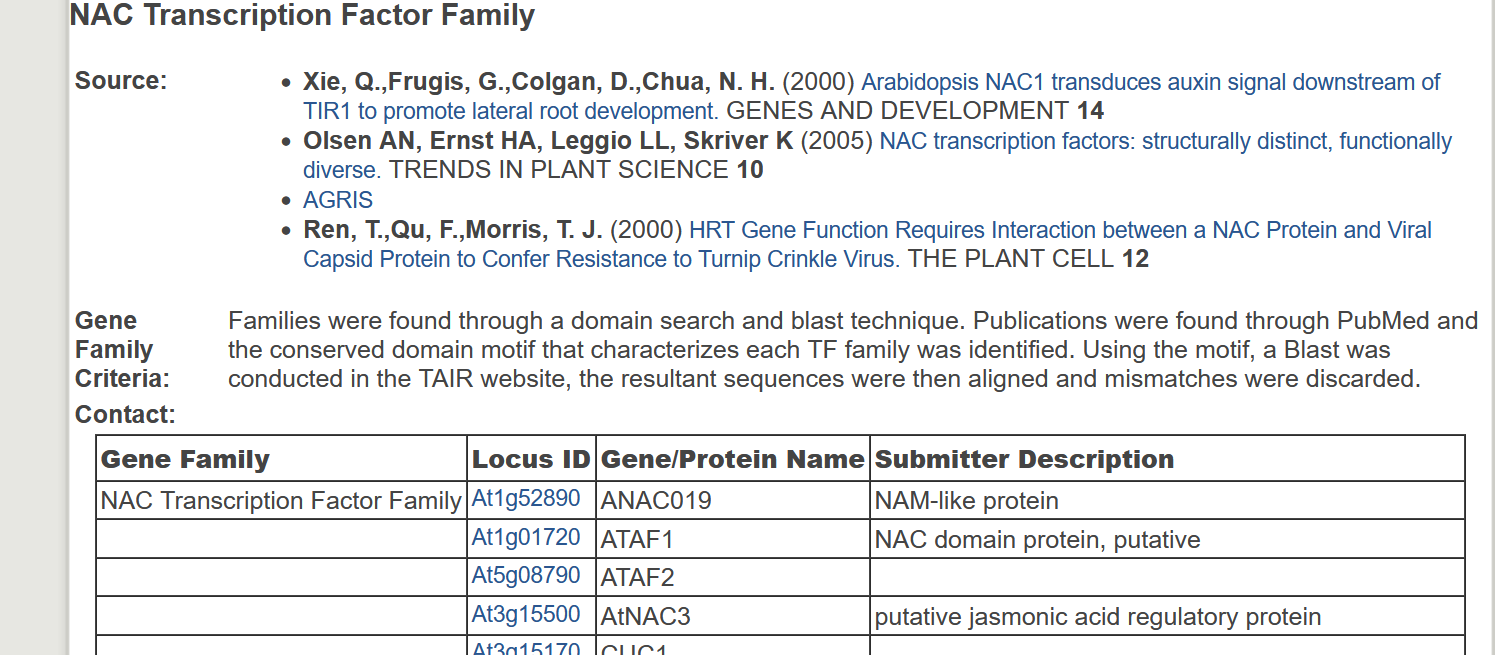 NAC Transcription Factor Family
Source:
• Xie, Q.,Frugis, G.,Colgan, D.,Chua, N. H. (2000) Arabidopsis NAC1 transduces auxin signal downstream of
TIR1 to promote lateral root development. GENES AND DEVELOPMENT 14
• Olsen AN, Ernst HA, Leggio LL, Skriver K (2005) NAC transcription factors: structurally distinct, functionally
diverse. TRENDS IN PLANT SCIENCE 10
• AGRIS
• Ren, T.,Qu, F.,Morris, T. J. (2000) HRT Gene Function Requires Interaction between a NAC Protein and Viral
Capsid Protein to Confer Resistance to Turnip Crinkle Virus. THE PLANT CELL 12
Gene Family Criteria:
Families were found through a domain search and blast technique. Publications were found through PubMed and
the conserved domain motif that characterizes each TF family was identified. Using the motif, a Blast was
conducted in the TAIR website, the resultant sequences were then aligned and mismatches were discarded.
Contact:
Gene Family Locus ID Gene/Protein Name Submitter Description
NAC Transcription Factor Family At1g52890 ANAC019 NAM-like protein
At1g01720 ATAF1 NAC domain protein, putative
At5g08790 ATAF2
At3g15500 AtNAC3 putative jasmonic acid regulatory protein
At3g15170 CUC1